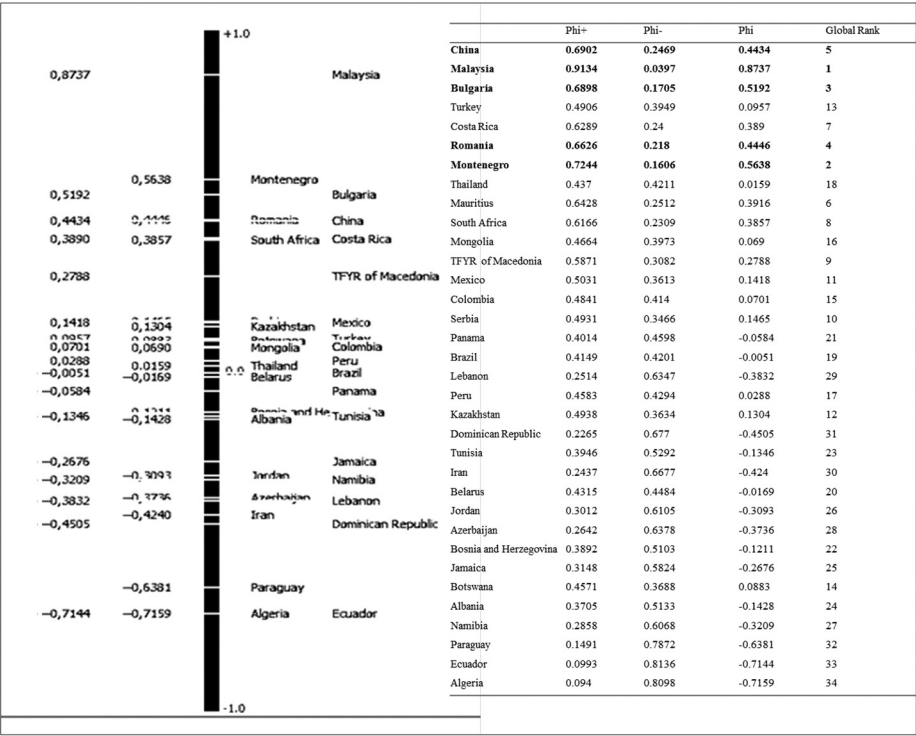 +1.0
0,8737 Malaysia
0,5638 Montenegro
0,5192 Bulgaria
0,4434 Romania China
0,3890 0,3857 South Africa Costa Rica
0,2788 TFYR of Macedonia
0,1418 0,1304 Kazakhstan Mexico
0,0701 0,0690 Mongolia Colombia
0,0288 0.0159 Thailand Peru
−0,0051 −0,0169 0.0 Belarus Brazil
−0,0584 Panama
−0,1346 −0,1428 Albania Tunisia
−0,2676 Jamaica
−0,3209 −0,3093 Jordan Namibia
−0,3832 −0,3736 Azerbaijan Lebanon
−0,4505 −0,4240 Iran Dominican Republic
−0,6381 Paraguay
−0,7144 −0,7159 Algeria Ecuador
-1.0
Phi+ Phi- Phi Global Rank
China 0.6902 0.2469 0.4434 5
Malaysia 0.9134 0.0397 0.8737 1
Bulgaria 0.6898 0.1705 0.5192 3
Turkey 0.4906 0.3949 0.0957 13
Costa Rica 0.6289 0.24 0.389 7
Romania 0.6626 0.218 0.4446 4
Montenegro 0.7244 0.1606 0.5638 2
Thailand 0.437 0.4211 0.0159 18
Mauritius 0.6428 0.2512 0.3916 6
South Africa 0.6166 0.2309 0.3857 8
Mongolia 0.4664 0.3973 0.069 16
TFYR of Macedonia 0.5871 0.3082 0.2788 9
Mexico 0.5031 0.3613 0.1418 11
Colombia 0.4841 0.414 0.0701 15
Serbia 0.4931 0.3466 0.1465 10
Panama 0.4014 0.4598 -0.0584 21
Brazil 0.4149 0.4201 -0.0051 19
Lebanon 0.2514 0.6347 -0.3832 29
Peru 0.4583 0.4294 0.0288 17
Kazakhstan 0.4938 0.3634 0.1304 12
Dominican Republic 0.2265 0.677 -0.4505 31
Tunisia 0.3946 0.5292 -0.1346 23
Iran 0.2437 0.6677 -0.424 30
Belarus 0.4315 0.4484 -0.0169 20
Jordan 0.3012 0.6105 -0.3093 26
Azerbaijan 0.2642 0.6378 -0.3736 28
Bosnia and Herzegovina 0.3892 0.5103 -0.1211 22
Jamaica 0.3148 0.5824 -0.2676 25
Botswana 0.4571 0.3688 0.0883 14
Albania 0.3705 0.5133 -0.1428 24
Namibia 0.2858 0.6068 -0.3209 27
Paraguay 0.1491 0.7872 -0.6381 32
Ecuador 0.0993 0.8136 -0.7144 33
Algeria 0.094 0.8098 -0.7159 34